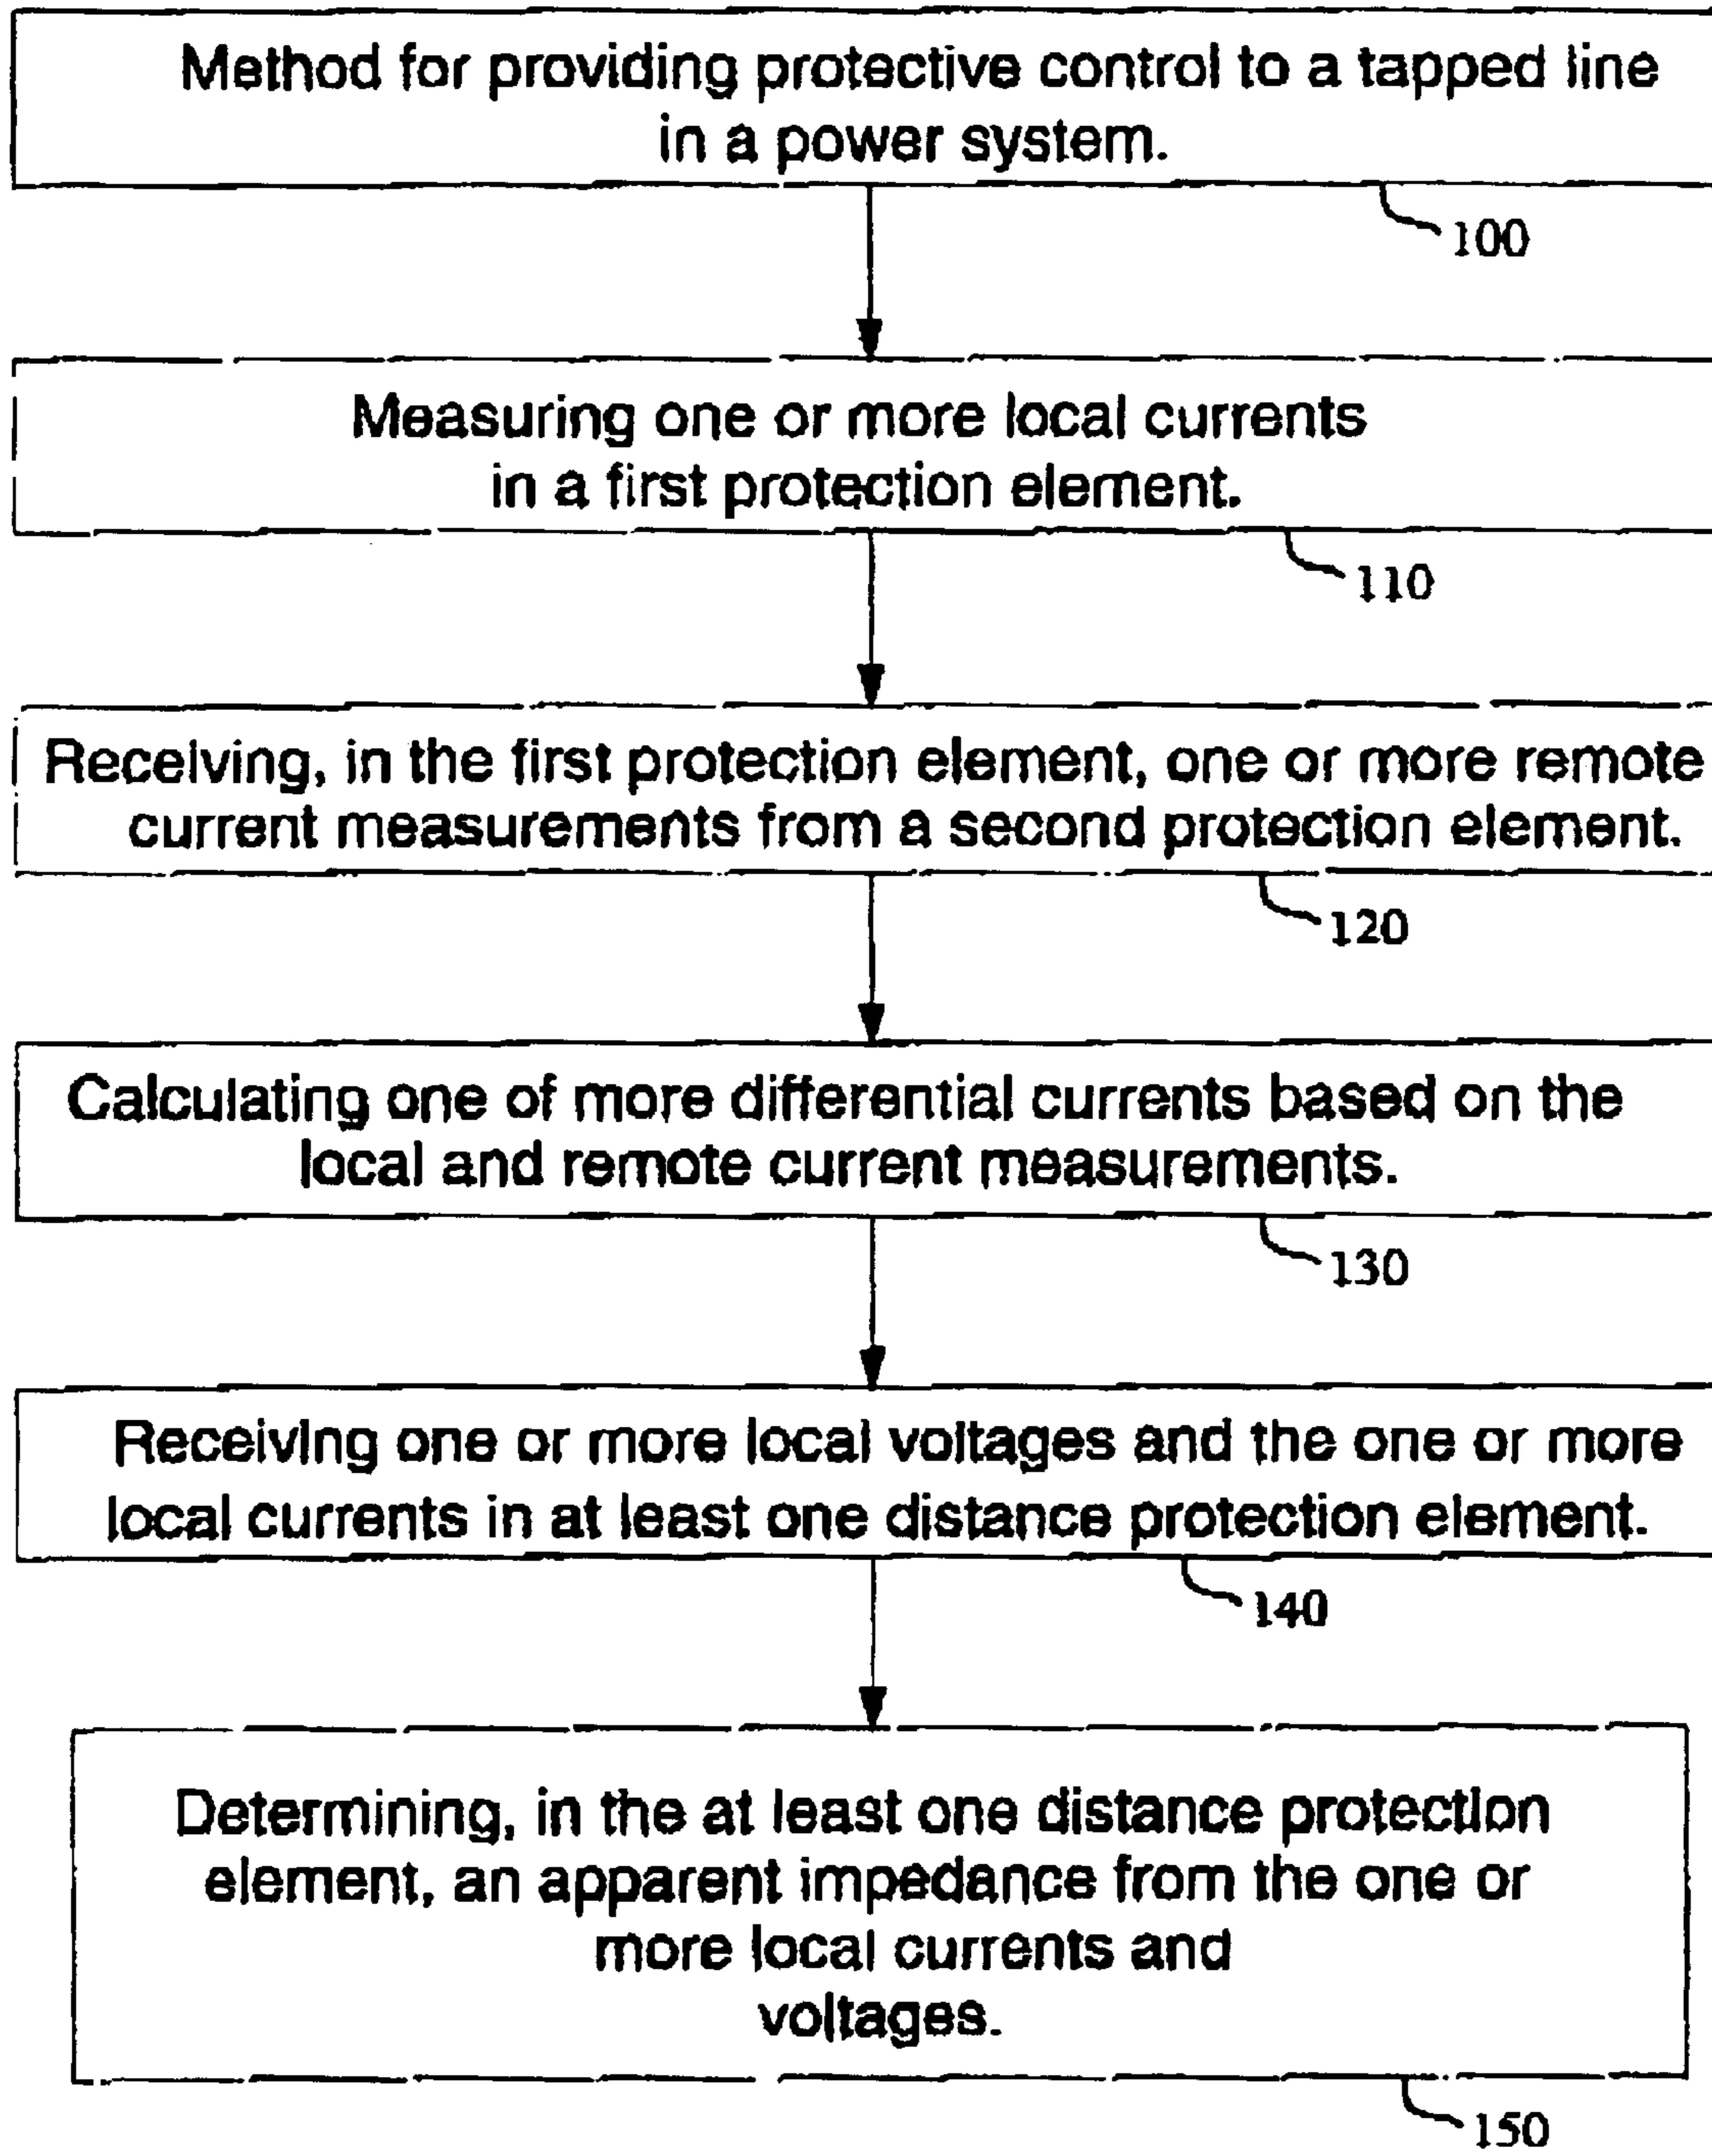 Method for providing protective control to a tapped line
in a power system.
100
Measuring one or more local currents
in a first protection element.
110
Receiving, in the first protection element, one or more remote
current measurements from a second protection element.
120
Calculating one of more differential currents based on the
local and remote current measurements.
130
Receiving one or more local voltages and the one or more
local currents in at least one distance protection element.
140
Determining, in the at least one distance protection
element, an apparent impedance from the one or
more local currents and
voltages.
150